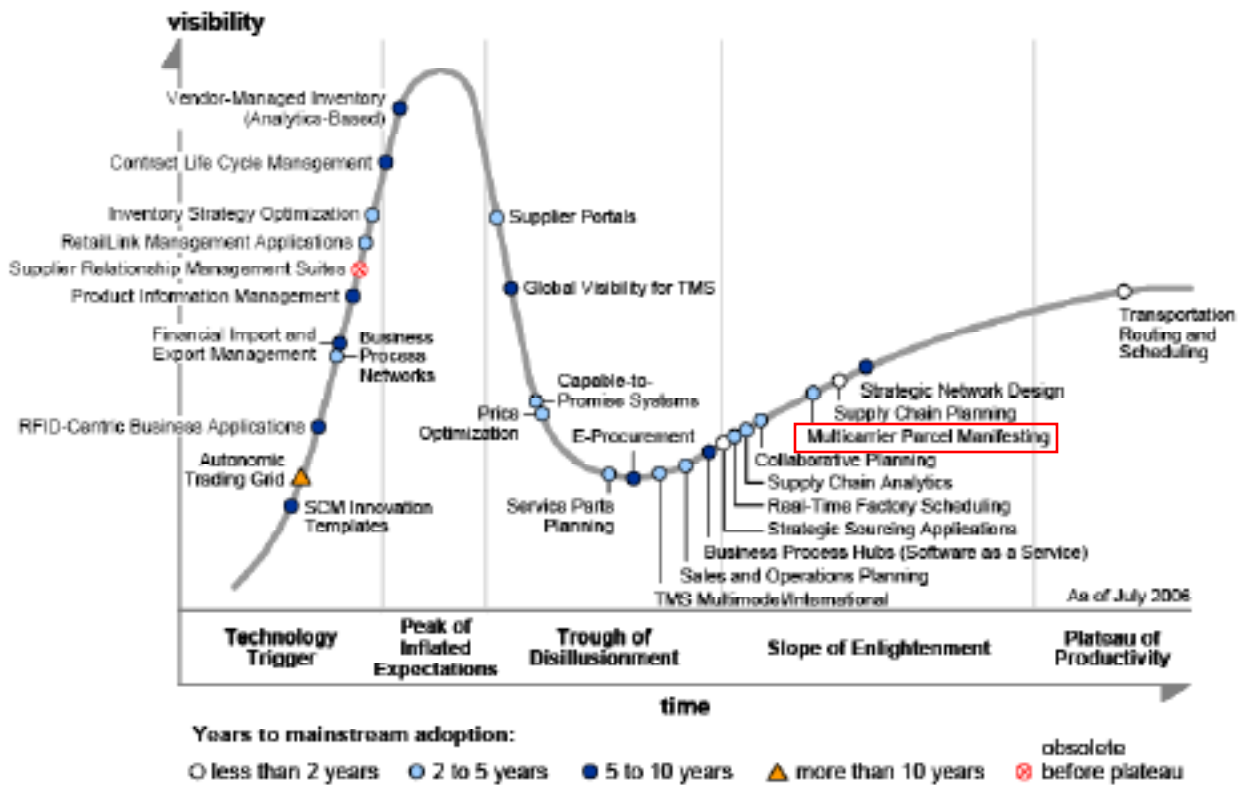 visibility
Vendor-Managed Inventory
(Analytics-Based)
Contract Life Cycle Management
Inventory Strategy Optimization
RetailLink Management Applications
Supplier Relationship Management Suites
Product Information Management
Financial Import and
Export Management
Business
Process
Networks
RFID-Centric Business Applications
Autonomic
Trading Grid
SCM Innovation
Templates
Supplier Portals
Global Visibility for TMS
Capable-to-
Promise Systems
Price
Optimization
E-Procurement
Service Parts
Planning
Transportation
Routing and
Scheduling
Strategic Network Design
Supply Chain Planning
Multicarrier Parcel Manifesting
Collaborative Planning
Supply Chain Analytics
Real-Time Factory Scheduling
Strategic Sourcing Applications
Business Process Hubs (Software as a Service)
Sales and Operations Planning
TMS Multimodel/International
As of July 2006
Technology
Trigger
Peak of
Inflated
Expectations
Trough of
Disillusionment
Slope of Enlightenment
Plateau of
Productivity
time
Years to mainstream adoption:
less than 2 years
2 to 5 years
5 to 10 years
more than 10 years
obsolete
before plateau